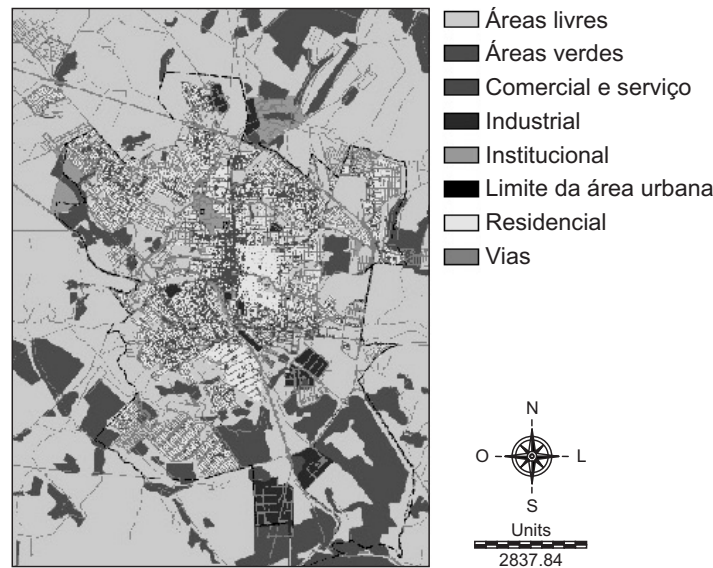 Áreas livres
Áreas verdes
Comercial e serviço
Industrial
Institucional
Limite da área urbana
Residencial
Vias
N
O L
S
Units
2837.84